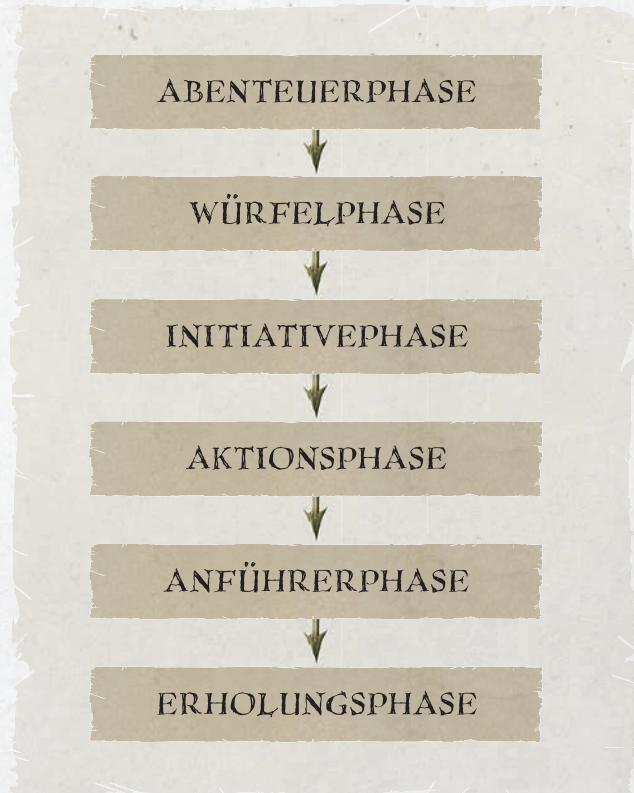 ABENTEUERPHASE
WÜRFELPHASE
INITIATIVEPHASE
AKTIONSPHASE
ANFÜHRERPHASE
ERHOLUNGSPHASE